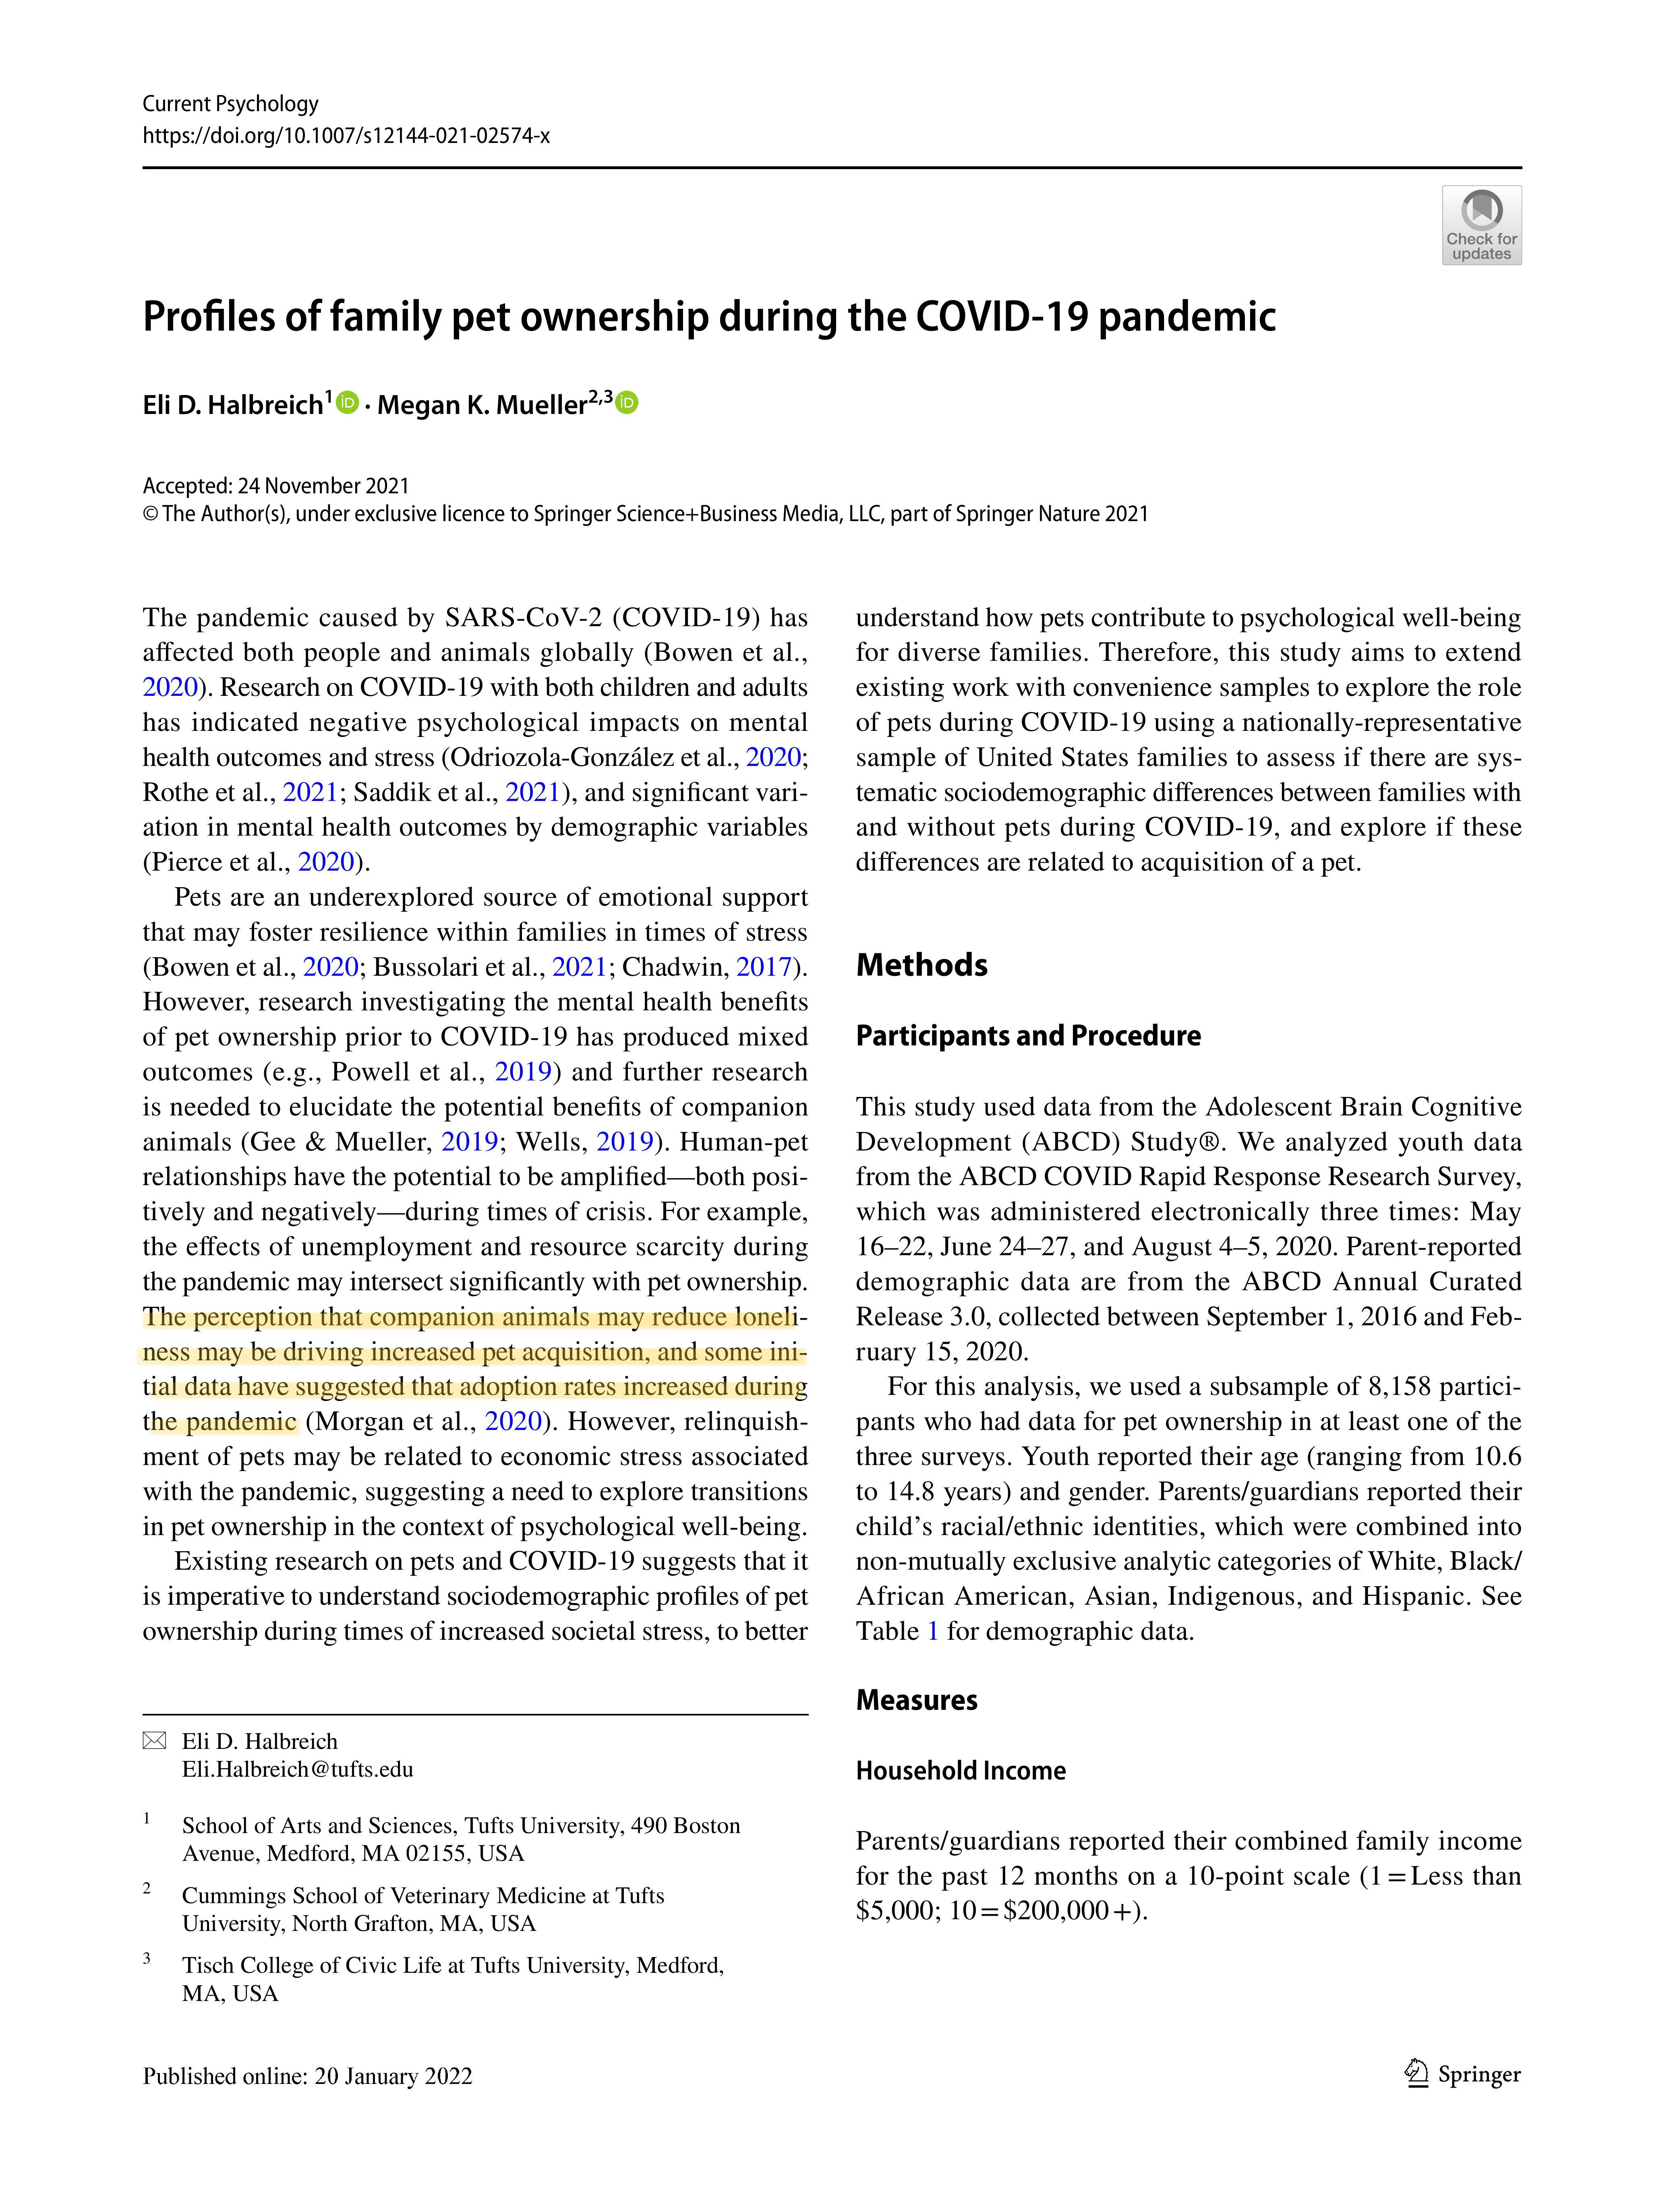 Current Psychology
https://doi.org/10.1007/s12144-021-02574-x
Check for
updates
Profiles of family pet ownership during the COVID-19 pandemic
Eli D. Halbreich1 iD · Megan K. Mueller2,3 iD
Accepted: 24 November 2021
© The Author(s), under exclusive licence to Springer Science+Business Media, LLC, part of Springer Nature 2021
The pandemic caused by SARS-CoV-2 (COVID-19) has
affected both people and animals globally (Bowen et al.,
2020). Research on COVID-19 with both children and adults
has indicated negative psychological impacts on mental
health outcomes and stress (Odriozola-González et al., 2020;
Rothe et al., 2021; Saddik et al., 2021), and significant vari-
ation in mental health outcomes by demographic variables
(Pierce et al., 2020).
Pets are an underexplored source of emotional support
that may foster resilience within families in times of stress
(Bowen et al., 2020; Bussolari et al., 2021; Chadwin, 2017).
However, research investigating the mental health benefits
of pet ownership prior to COVID-19 has produced mixed
outcomes (e.g., Powell et al., 2019) and further research
is needed to elucidate the potential benefits of companion
animals (Gee & Mueller, 2019; Wells, 2019). Human-pet
relationships have the potential to be amplified—both posi-
tively and negatively—during times of crisis. For example,
the effects of unemployment and resource scarcity during
the pandemic may intersect significantly with pet ownership.
The perception that companion animals may reduce loneli-
ness may be driving increased pet acquisition, and some ini-
tial data have suggested that adoption rates increased during
the pandemic (Morgan et al., 2020). However, relinquish-
ment of pets may be related to economic stress associated
with the pandemic, suggesting a need to explore transitions
in pet ownership in the context of psychological well-being.
Existing research on pets and COVID-19 suggests that it
is imperative to understand sociodemographic profiles of pet
ownership during times of increased societal stress, to better
understand how pets contribute to psychological well-being
for diverse families. Therefore, this study aims to extend
existing work with convenience samples to explore the role
of pets during COVID-19 using a nationally-representative
sample of United States families to assess if there are sys-
tematic sociodemographic differences between families with
and without pets during COVID-19, and explore if these
differences are related to acquisition of a pet.
Methods
Participants and Procedure
This study used data from the Adolescent Brain Cognitive
Development (ABCD) Study®. We analyzed youth data
from the ABCD COVID Rapid Response Research Survey,
which was administered electronically three times: May
16–22, June 24–27, and August 4–5, 2020. Parent-reported
demographic data are from the ABCD Annual Curated
Release 3.0, collected between September 1, 2016 and Feb-
ruary 15, 2020.
For this analysis, we used a subsample of 8,158 partici-
pants who had data for pet ownership in at least one of the
three surveys. Youth reported their age (ranging from 10.6
to 14.8 years) and gender. Parents/guardians reported their
child's racial/ethnic identities, which were combined into
non-mutually exclusive analytic categories of White, Black/
African American, Asian, Indigenous, and Hispanic. See
Table 1 for demographic data.
Measures
Household Income
Parents/guardians reported their combined family income
for the past 12 months on a 10-point scale (1 = Less than
$5,000; 10 = $200,000 +).
Eli D. Halbreich
Eli.Halbreich@tufts.edu
1 School of Arts and Sciences, Tufts University, 490 Boston
Avenue, Medford, MA 02155, USA
2 Cummings School of Veterinary Medicine at Tufts
University, North Grafton, MA, USA
3 Tisch College of Civic Life at Tufts University, Medford,
MA, USA
Published online: 20 January 2022
Springer